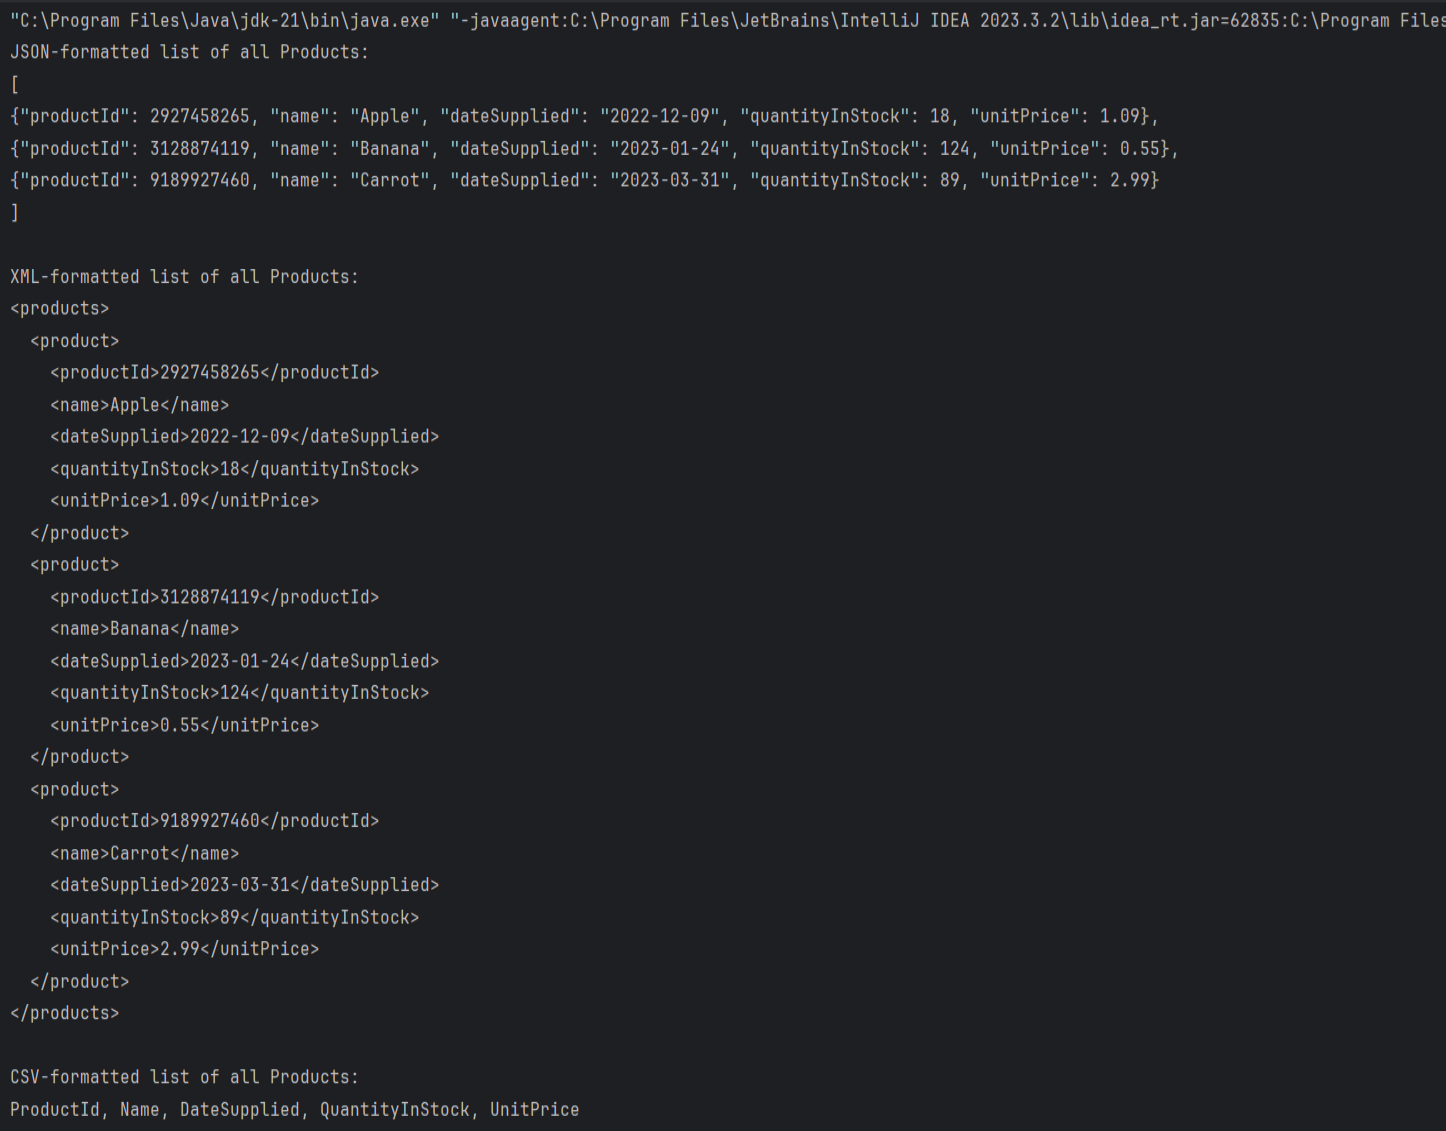 "C:\Program Files\Java\jdk-21\bin\java.exe" "-javaagent:C:\Program Files\JetBrains\IntelliJ IDEA 2023.3.2\lib\idea_rt.jar=62835:C:\Program Files
JSON-formatted list of all Products:
[
{"productId": 2927458265, "name": "Apple", "dateSupplied": "2022-12-09", "quantityInStock": 18, "unitPrice": 1.09},
{"productId": 3128874119, "name": "Banana", "dateSupplied": "2023-01-24", "quantityInStock": 124, "unitPrice": 0.55},
{"productId": 9189927460, "name": "Carrot", "dateSupplied": "2023-03-31", "quantityInStock": 89, "unitPrice": 2.99}
]

XML-formatted list of all Products:
<products>
  <product>
    <productId>2927458265</productId>
    <name>Apple</name>
    <dateSupplied>2022-12-09</dateSupplied>
    <quantityInStock>18</quantityInStock>
    <unitPrice>1.09</unitPrice>
  </product>
  <product>
    <productId>3128874119</productId>
    <name>Banana</name>
    <dateSupplied>2023-01-24</dateSupplied>
    <quantityInStock>124</quantityInStock>
    <unitPrice>0.55</unitPrice>
  </product>
  <product>
    <productId>9189927460</productId>
    <name>Carrot</name>
    <dateSupplied>2023-03-31</dateSupplied>
    <quantityInStock>89</quantityInStock>
    <unitPrice>2.99</unitPrice>
  </product>
</products>

CSV-formatted list of all Products:
ProductId, Name, DateSupplied, QuantityInStock, UnitPrice